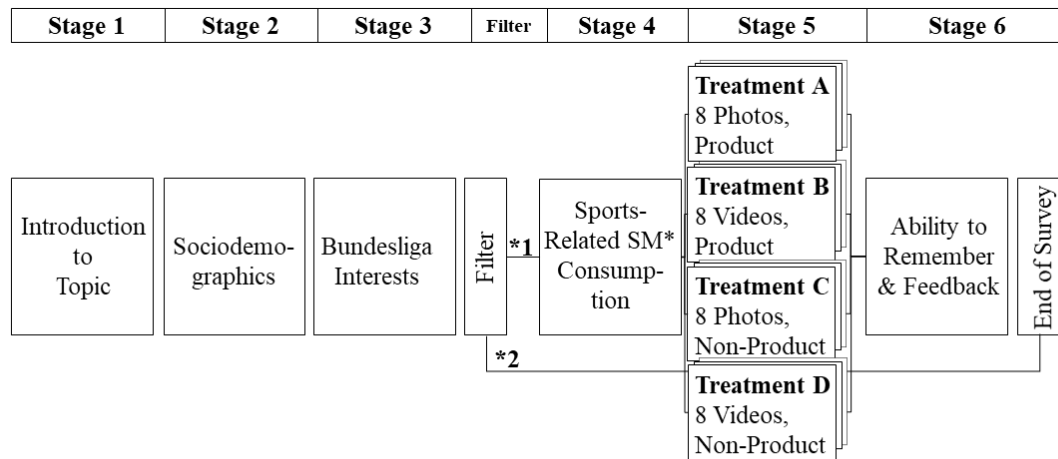 Stage 1
Stage 2
Stage 3
Filter
Stage 4
Stage 5
Stage 6
Introduction
to
Topic
Sociodemo-
graphics
Bundesliga
Interests
Filter
*1
*2
Sports-
Related SM*
Consump-
tion
Treatment A
8 Photos,
Product
Treatment B
8 Videos,
Product
Treatment C
8 Photos,
Non-Product
Treatment D
8 Videos,
Non-Product
Ability to
Remember
& Feedback
End of Survey